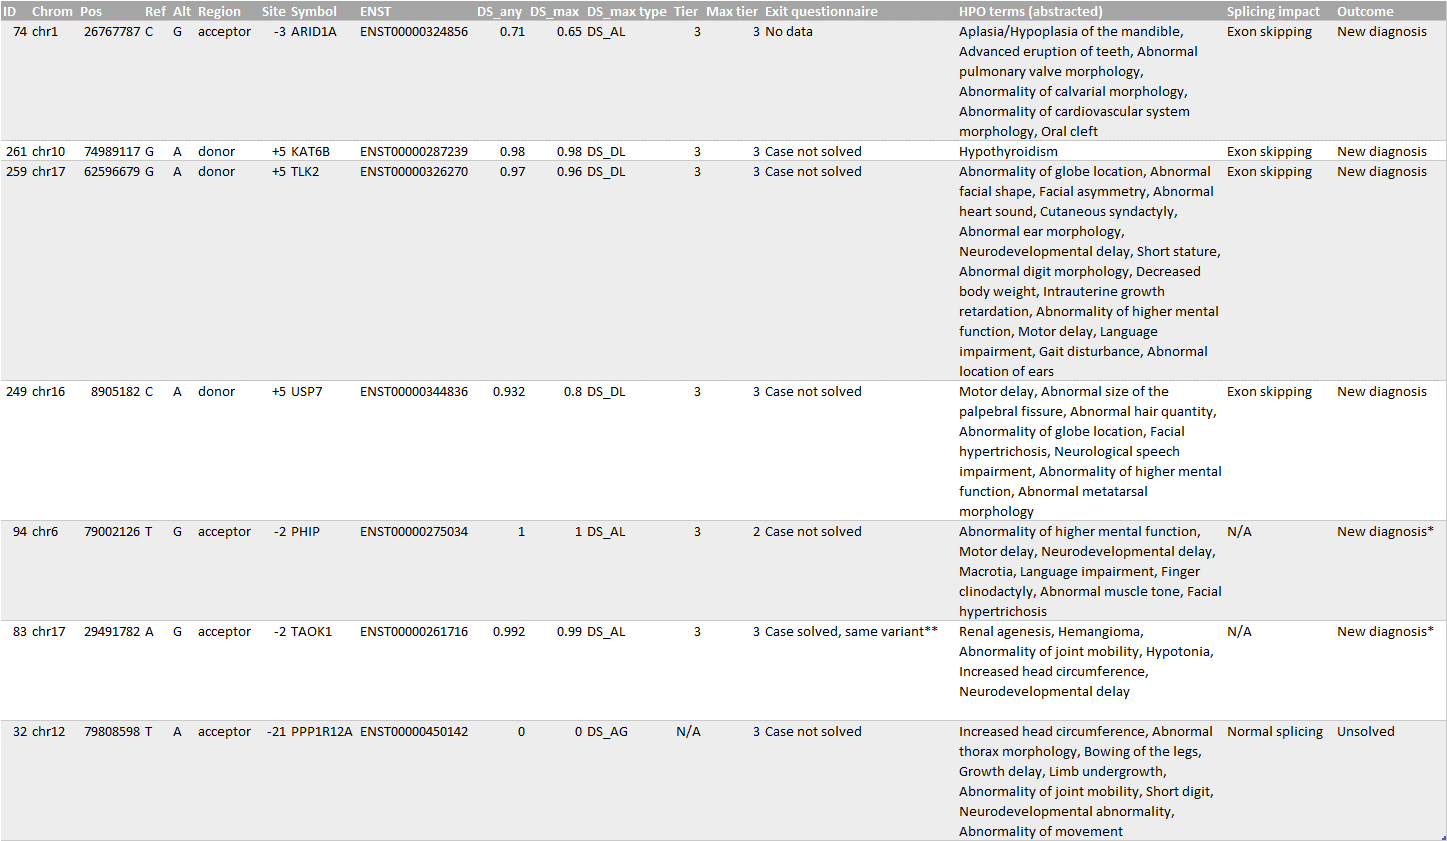 ID Chrom Pos Ref Alt Region Site Symbol ENST DS_any DS_max DS_max type Tier Max tier Exit questionnaire HPO terms (abstracted) Splicing impact Outcome
74 chr1 26767787 C G acceptor -3 ARID1A ENST00000324856 0.71 0.65 DS_AL 3 3 No data Aplasia/Hypoplasia of the mandible, Exon skipping New diagnosis
Advanced eruption of teeth, Abnormal
pulmonary valve morphology,
Abnormality of calvarial morphology,
Abnormality of cardiovascular system
morphology, Oral cleft
261 chr10 74989117 G A donor +5 KAT6B ENST00000287239 0.98 0.98 DS_DL 3 3 Case not solved Hypothyroidism Exon skipping New diagnosis
259 chr17 62596679 G A donor +5 TLK2 ENST00000326270 0.97 0.96 DS_DL 3 3 Case not solved Abnormality of globe location, Abnormal Exon skipping New diagnosis
facial shape, Facial asymmetry, Abnormal
heart sound, Cutaneous syndactyly,
Abnormal ear morphology,
Neurodevelopmental delay, Short stature,
Abnormal digit morphology, Decreased
body weight, Intrauterine growth
retardation, Abnormality of higher mental
function, Motor delay, Language
impairment, Gait disturbance, Abnormal
location of ears
249 chr16 8905182 C A donor +5 USP7 ENST00000344836 0.932 0.8 DS_DL 3 3 Case not solved Motor delay, Abnormal size of the Exon skipping New diagnosis
palpebral fissure, Abnormal hair quantity,
Abnormality of globe location, Facial
hypertrichosis, Neurological speech
impairment, Abnormality of higher mental
function, Abnormal metatarsal
morphology
94 chr6 79002126 T G acceptor -2 PHIP ENST00000275034 1 1 DS_AL 3 2 Case not solved Abnormality of higher mental function, N/A New diagnosis*
Motor delay, Neurodevelopmental delay,
Macrotia, Language impairment, Finger
clinodactyly, Abnormal muscle tone, Facial
hypertrichosis
83 chr17 29491782 A G acceptor -2 TAOK1 ENST00000261716 0.992 0.99 DS_AL 3 3 Case solved, same variant** Renal agenesis, Hemangioma, N/A New diagnosis*
Abnormality of joint mobility, Hypotonia,
Increased head circumference,
Neurodevelopmental delay
32 chr12 79808598 T A acceptor -21 PPP1R12A ENST00000450142 0 0 DS_AG N/A 3 Case not solved Increased head circumference, Abnormal Normal splicing Unsolved
thorax morphology, Bowing of the legs,
Growth delay, Limb undergrowth,
Abnormality of joint mobility, Short digit,
Neurodevelopmental abnormality,
Abnormality of movement